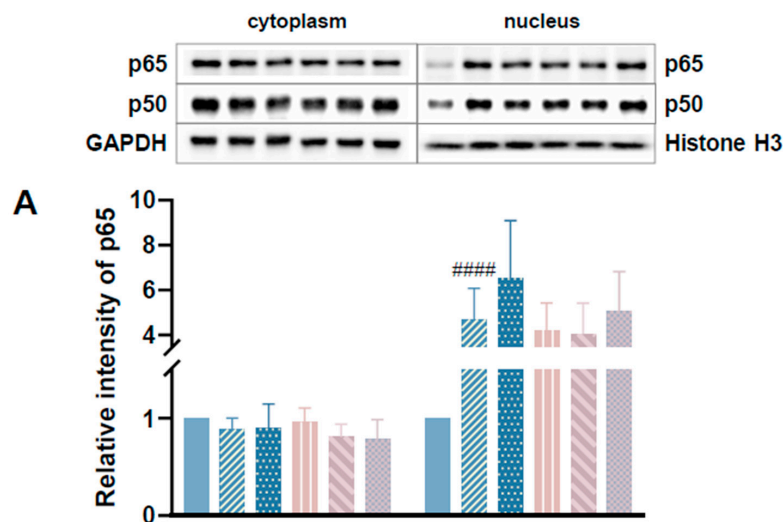 cytoplasm nucleus
p65 p65
p50 p50
GAPDH Histone H3
A
Relative intensity of p65
10
8
6
4
1
0
####